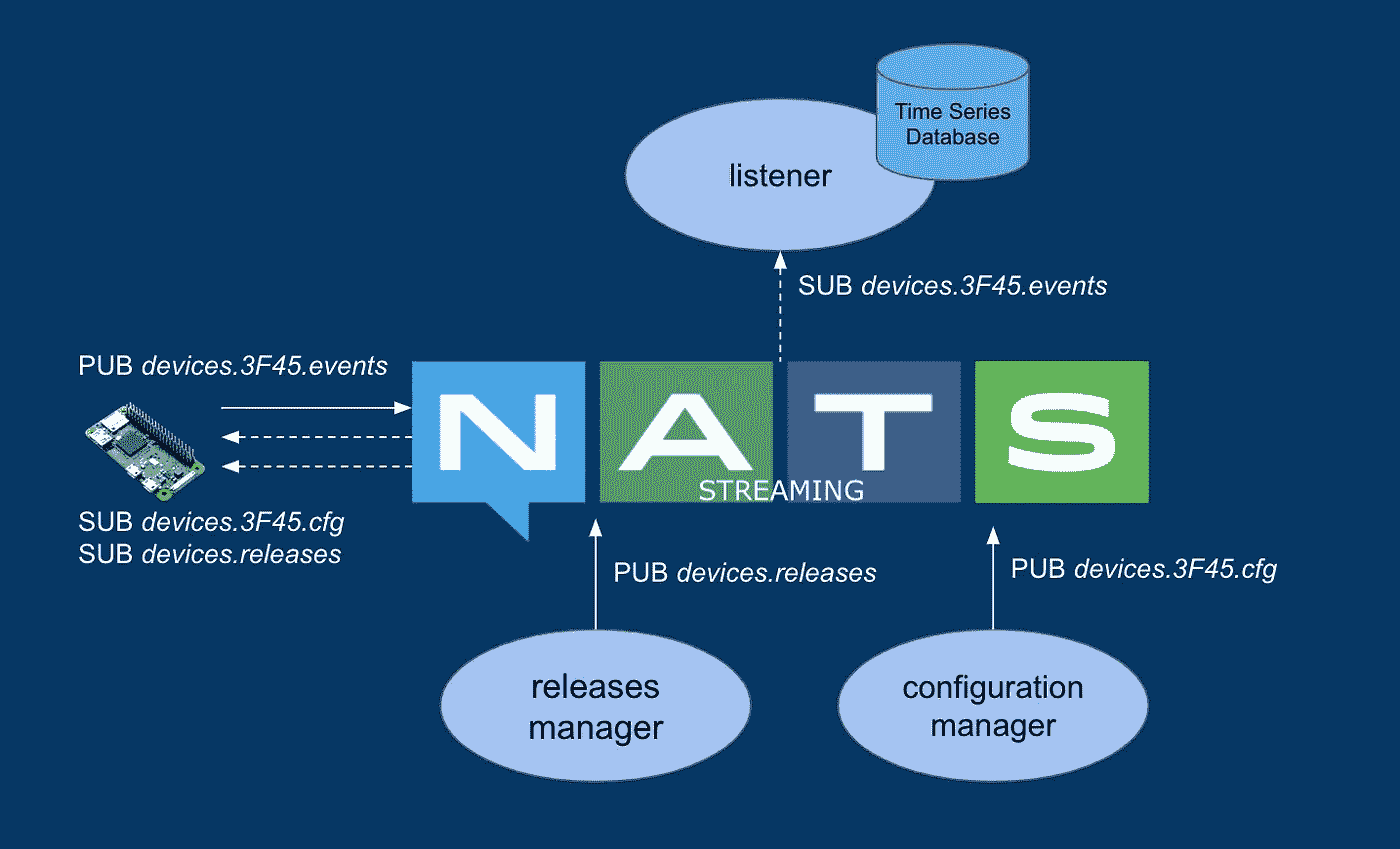 Time Series
Database
listener
SUB devices.3F45.events
PUB devices.3F45.events
NATS
STREAMING
SUB devices.3F45.cfg
SUB devices.releases
PUB devices.releases
PUB devices.3F45.cfg
releases
manager
configuration
manager